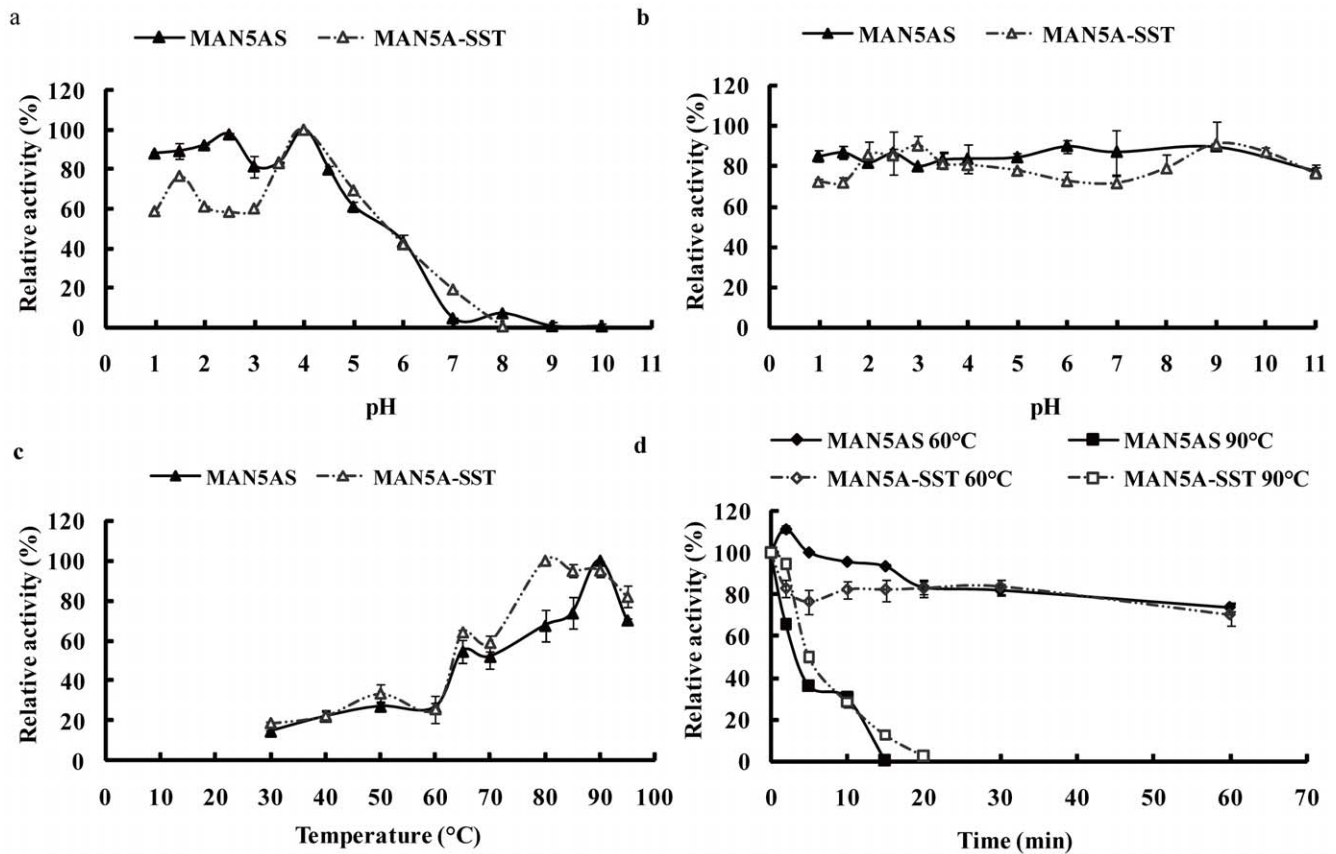 a
MAN5AS MAN5A-SST
Relative activity (%)
120
100
80
60
40
20
0
0 1 2 3 4 5 6 7 8 9 10 11
pH
b
MAN5AS MAN5A-SST
Relative activity (%)
120
100
80
60
40
20
0
0 1 2 3 4 5 6 7 8 9 10 11
pH
c
MAN5AS MAN5A-SST
Relative activity (%)
120
100
80
60
40
20
0
0 10 20 30 40 50 60 70 80 90 100
Temperature (°C)
d
MAN5AS 60°C MAN5AS 90°C
MAN5A-SST 60°C MAN5A-SST 90°C
Relative activity (%)
120
100
80
60
40
20
0
0 10 20 30 40 50 60 70
Time (min)